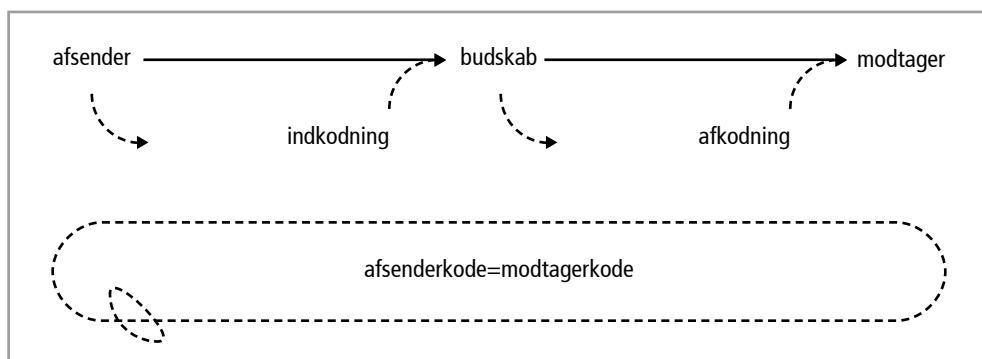 afsender budskab modtager
indkodning afkodning
afsenderkode=modtagerkode